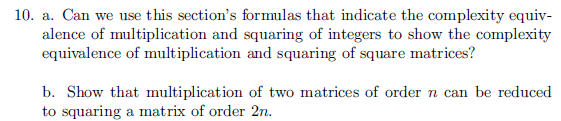 10. a. Can we use this section's formulas that indicate the complexity equiv-
alence of multiplication and squaring of integers to show the complexity
equivalence of multiplication and squaring of square matrices?
b. Show that multiplication of two matrices of order n can be reduced
to squaring a matrix of order 2n.